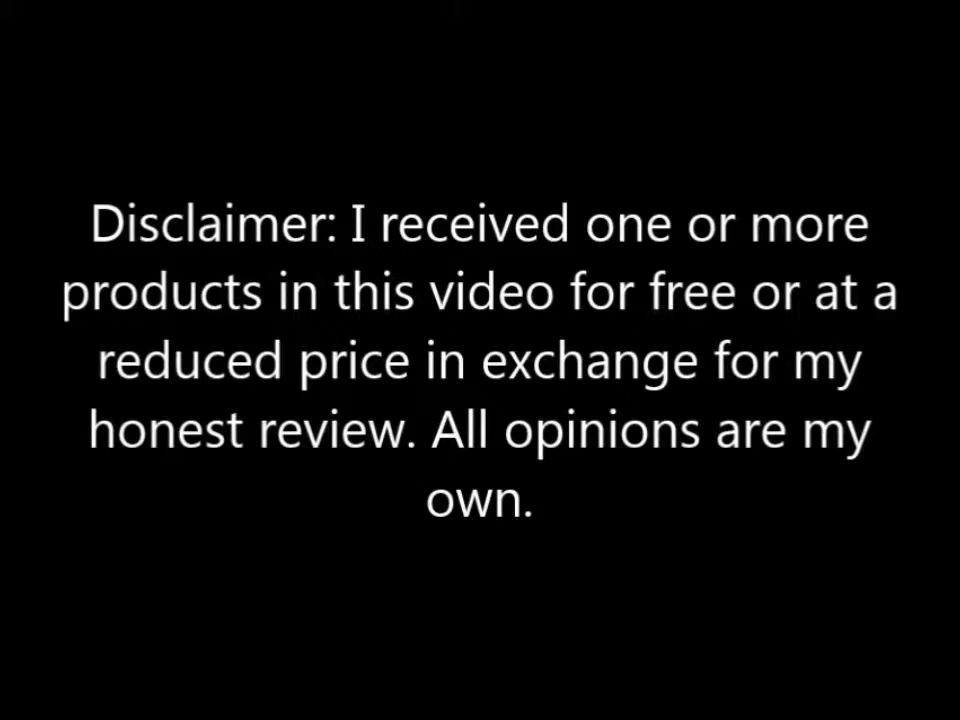 Disclaimer: I received one or more
products in this video for free or at a
reduced price in exchange for my
honest review. All opinions are my
own.